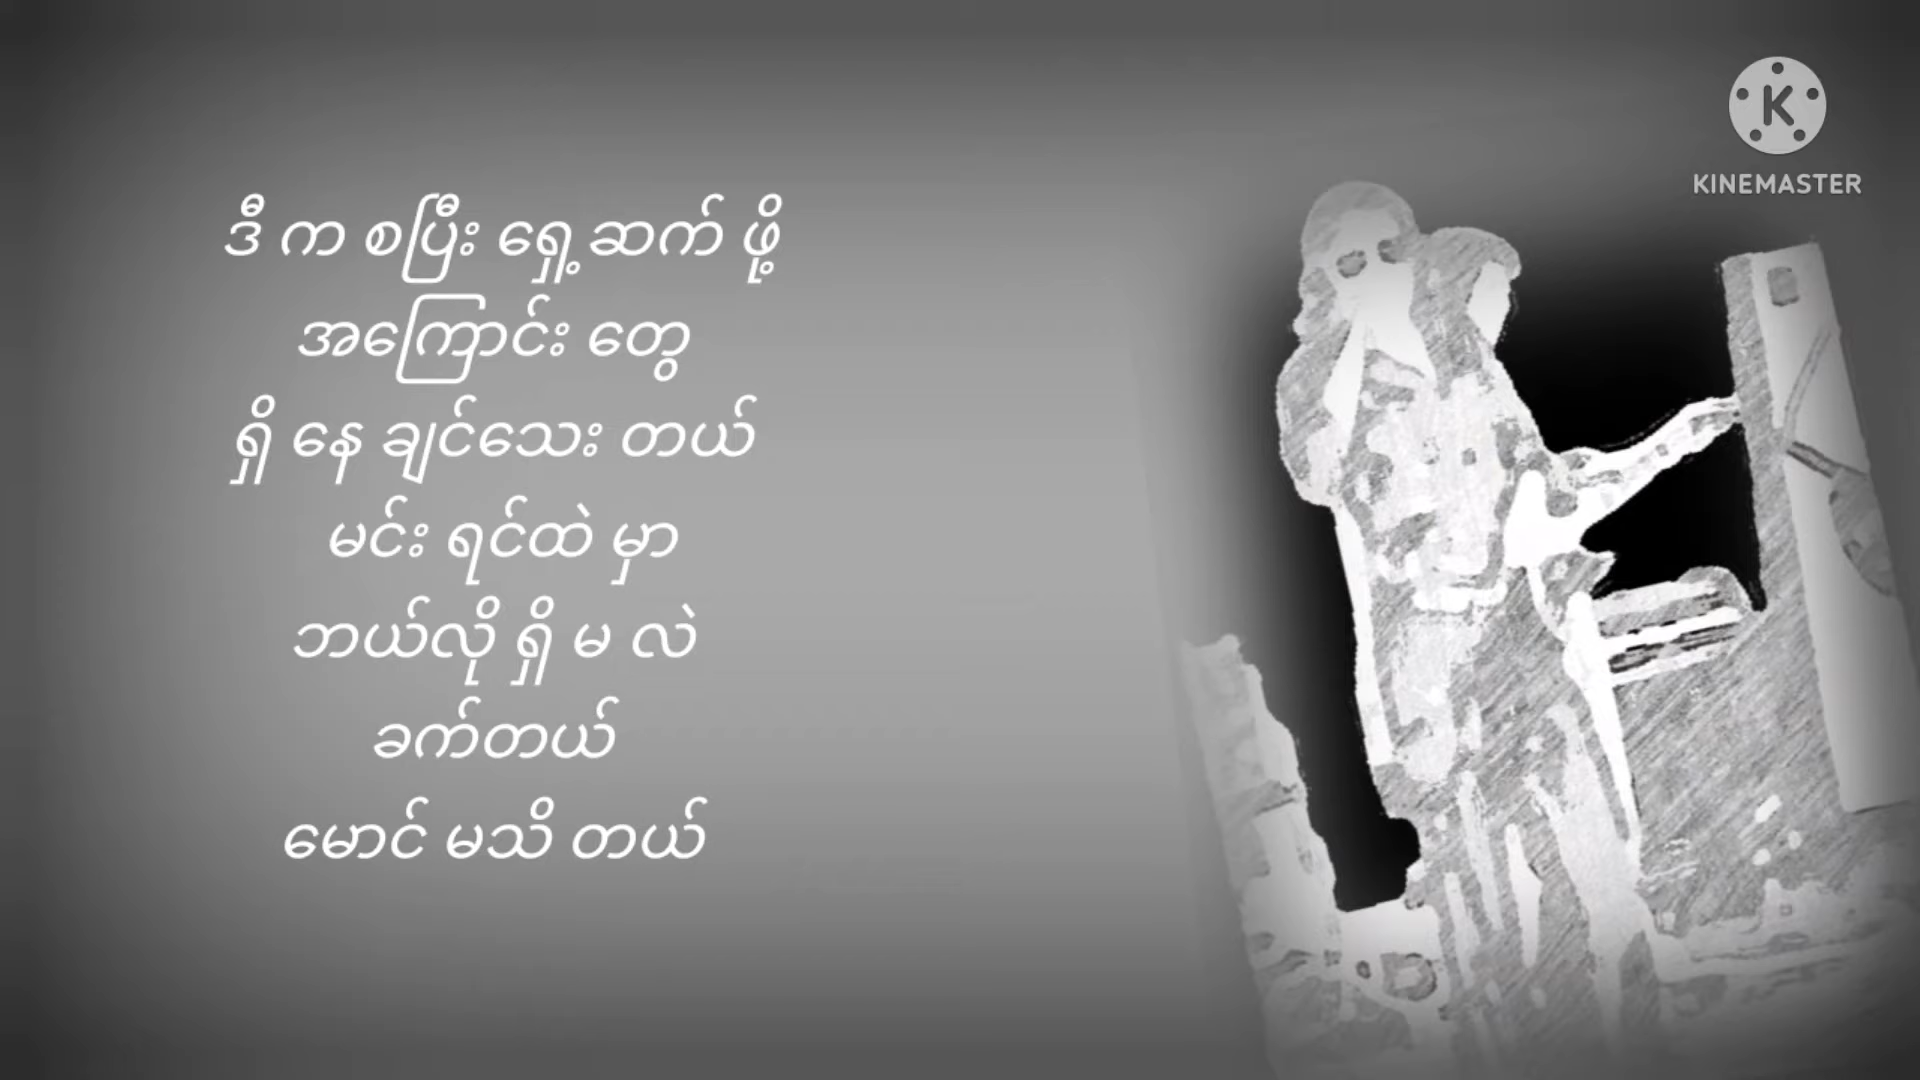 ဒီ က စပြီး ရှေ့ဆက် ဖို့
အကြောင်း တွေ
ရှိ နေ ချင်သေး တယ်
မင်း ရင်ထဲ မှာ
ဘယ်လို ရှိ မ လဲ
ခက်တယ်
မောင် မသိ တယ်
K
KINEMASTER